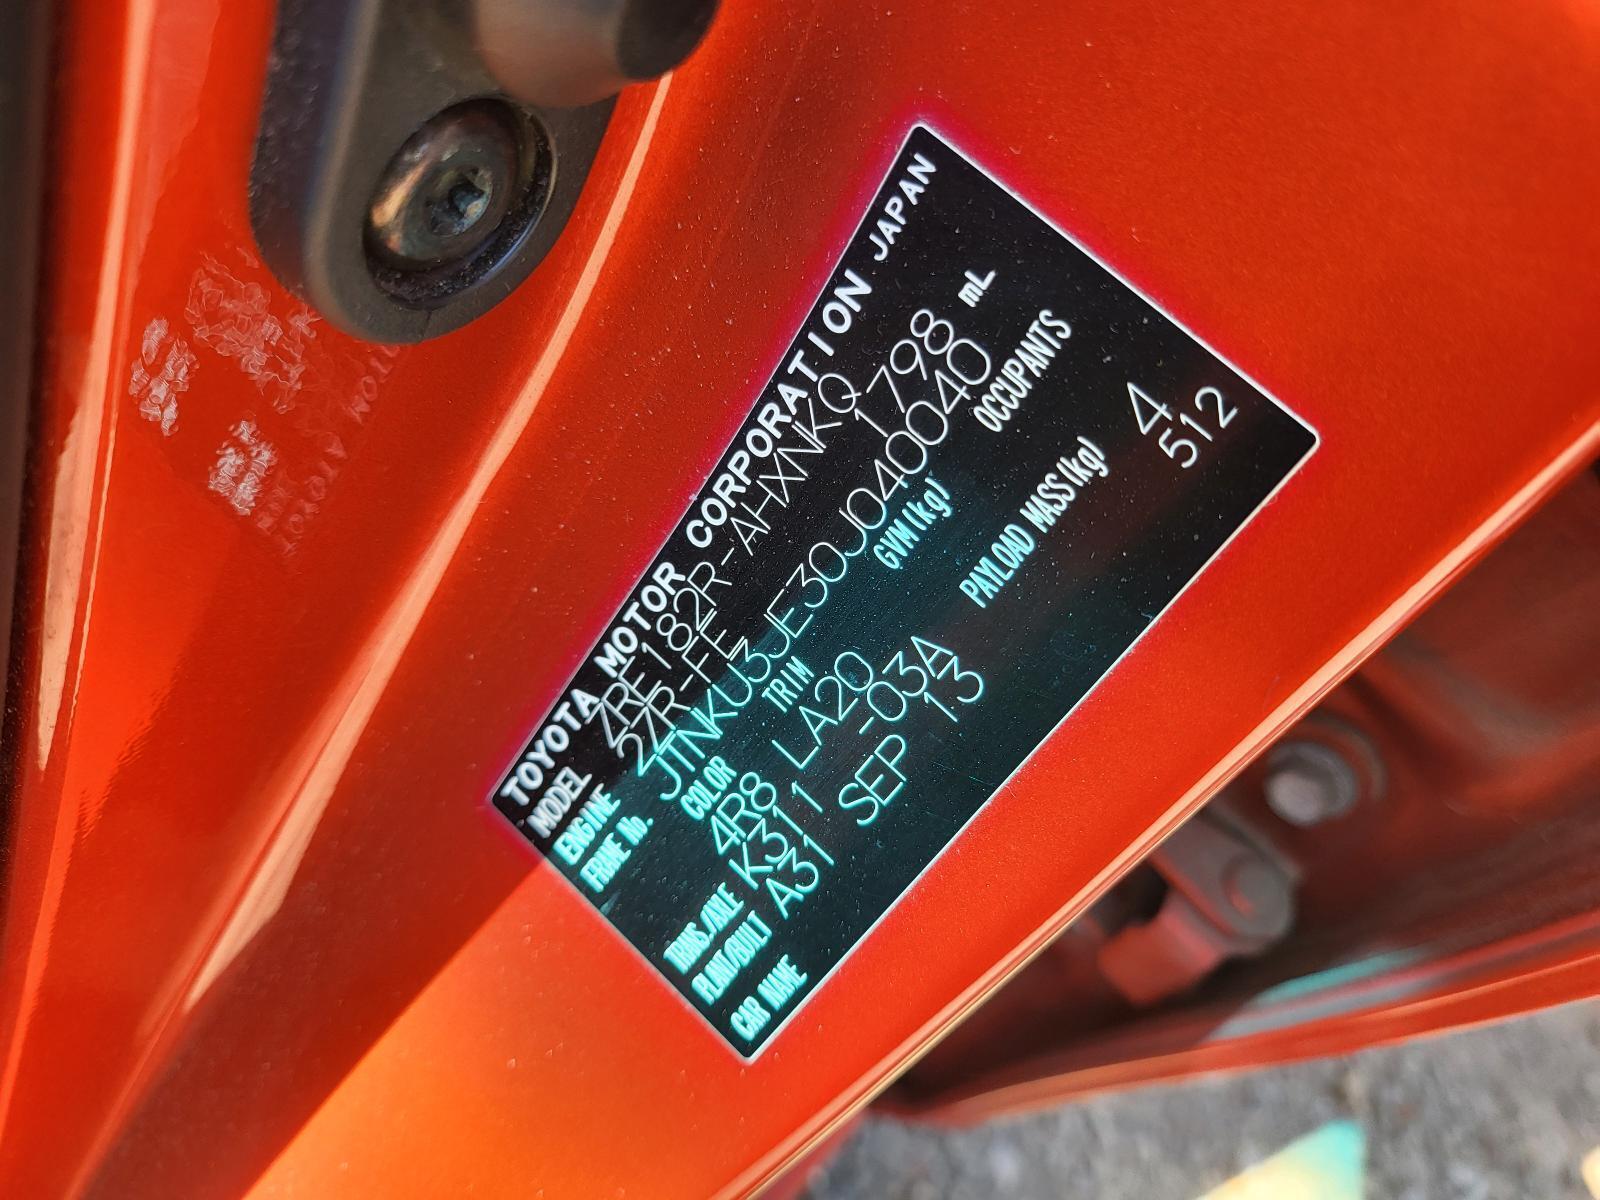 TOYOTA MOTOR CORPORATION JAPAN
MODEL ZRE182R-AHXNKQ
ENGINE 2ZR-FE 1798 mL
FRAME No. JTNKU3JE30J040040
COLOR TRIM GVM(kg) OCCUPANTS
4R8 LA20 4
TRANS/AXLE K311 -03A PAYLOAD MASS(kg) 512
PLANT/BUILT A31 SEP 13
CAR NAME